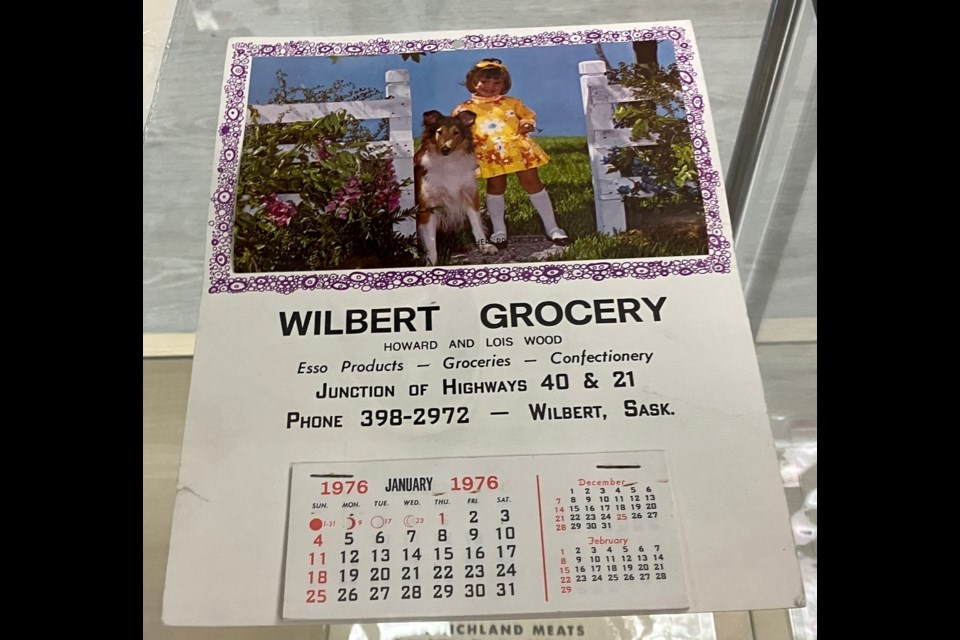 WILBERT GROCERY
HOWARD AND LOIS WOOD
Esso Products — Groceries — Confectionery
JUNCTION OF HIGHWAYS 40 & 21
PHONE 398-2972 — WILBERT, SASK.
1976 JANUARY 1976
SUN. MON. TUE. WED. THU. FRI. SAT.
1-31 9 17 23 1 2 3
4 5 6 7 8 9 10
11 12 13 14 15 16 17
18 19 20 21 22 23 24
25 26 27 28 29 30 31
December
1 2 3 4 5 6
7 8 9 10 11 12 13
14 15 16 17 18 19 20
21 22 23 24 25 26 27
28 29 30 31
February
1 2 3 4 5 6 7
8 9 10 11 12 13 14
15 16 17 18 19 20 21
22 23 24 25 26 27 28
29
RICHLAND MEATS